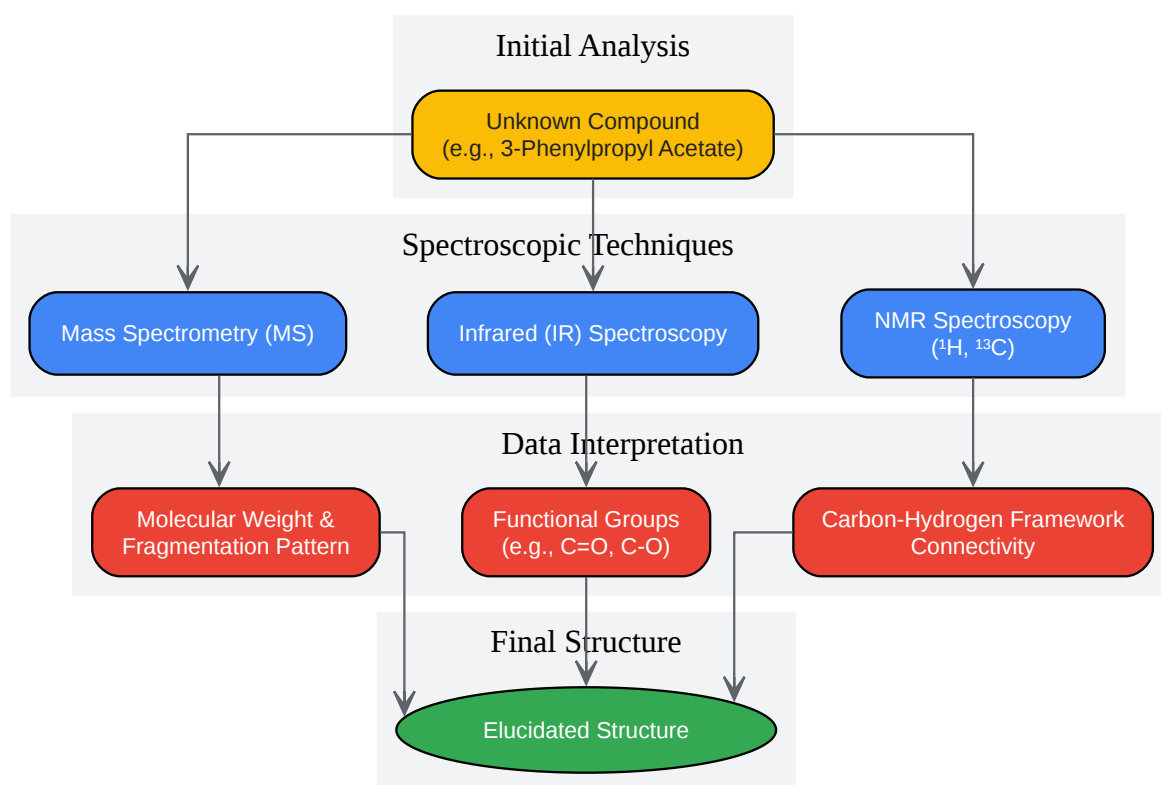 Initial Analysis
Unknown Compound
(e.g., 3-Phenylpropyl Acetate)
Spectroscopic Techniques
Mass Spectrometry (MS)
Infrared (IR) Spectroscopy
NMR Spectroscopy
(¹H, ¹³C)
Data Interpretation
Molecular Weight &
Fragmentation Pattern
Functional Groups
(e.g., C=O, C-O)
Carbon-Hydrogen Framework
Connectivity
Final Structure
Elucidated Structure